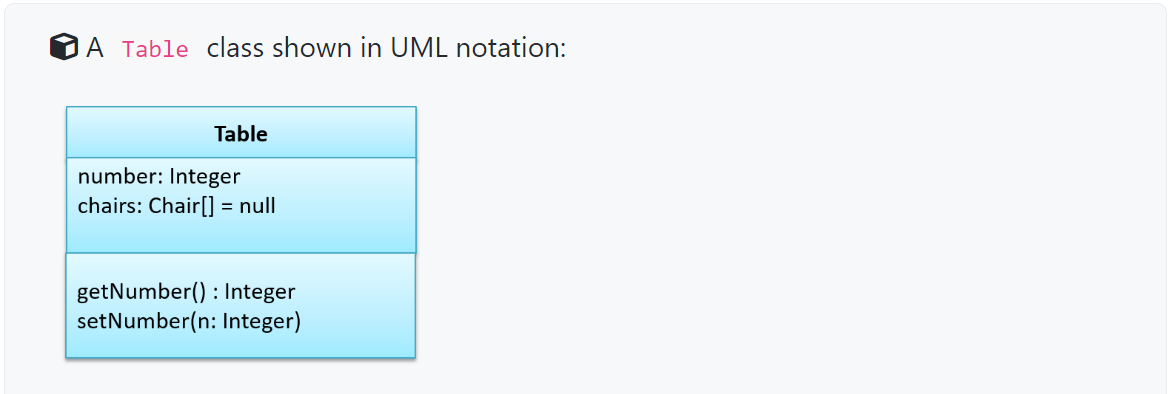 A Table class shown in UML notation:
Table
number: Integer
chairs: Chair[] = null
getNumber() : Integer
setNumber(n: Integer)